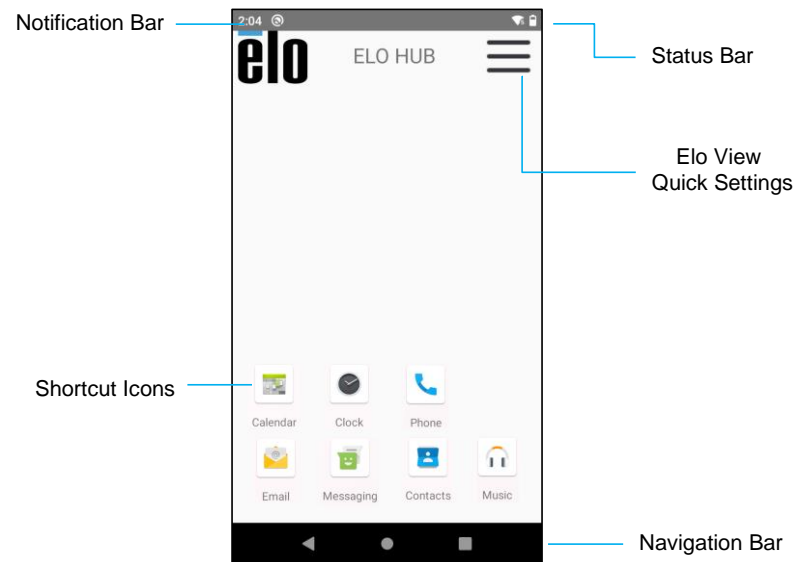 Notification Bar
2:04
Status Bar
elo
ELO HUB
Elo View
Quick Settings
Shortcut Icons
Calendar
Clock
Phone
Email
Messaging
Contacts
Music
Navigation Bar